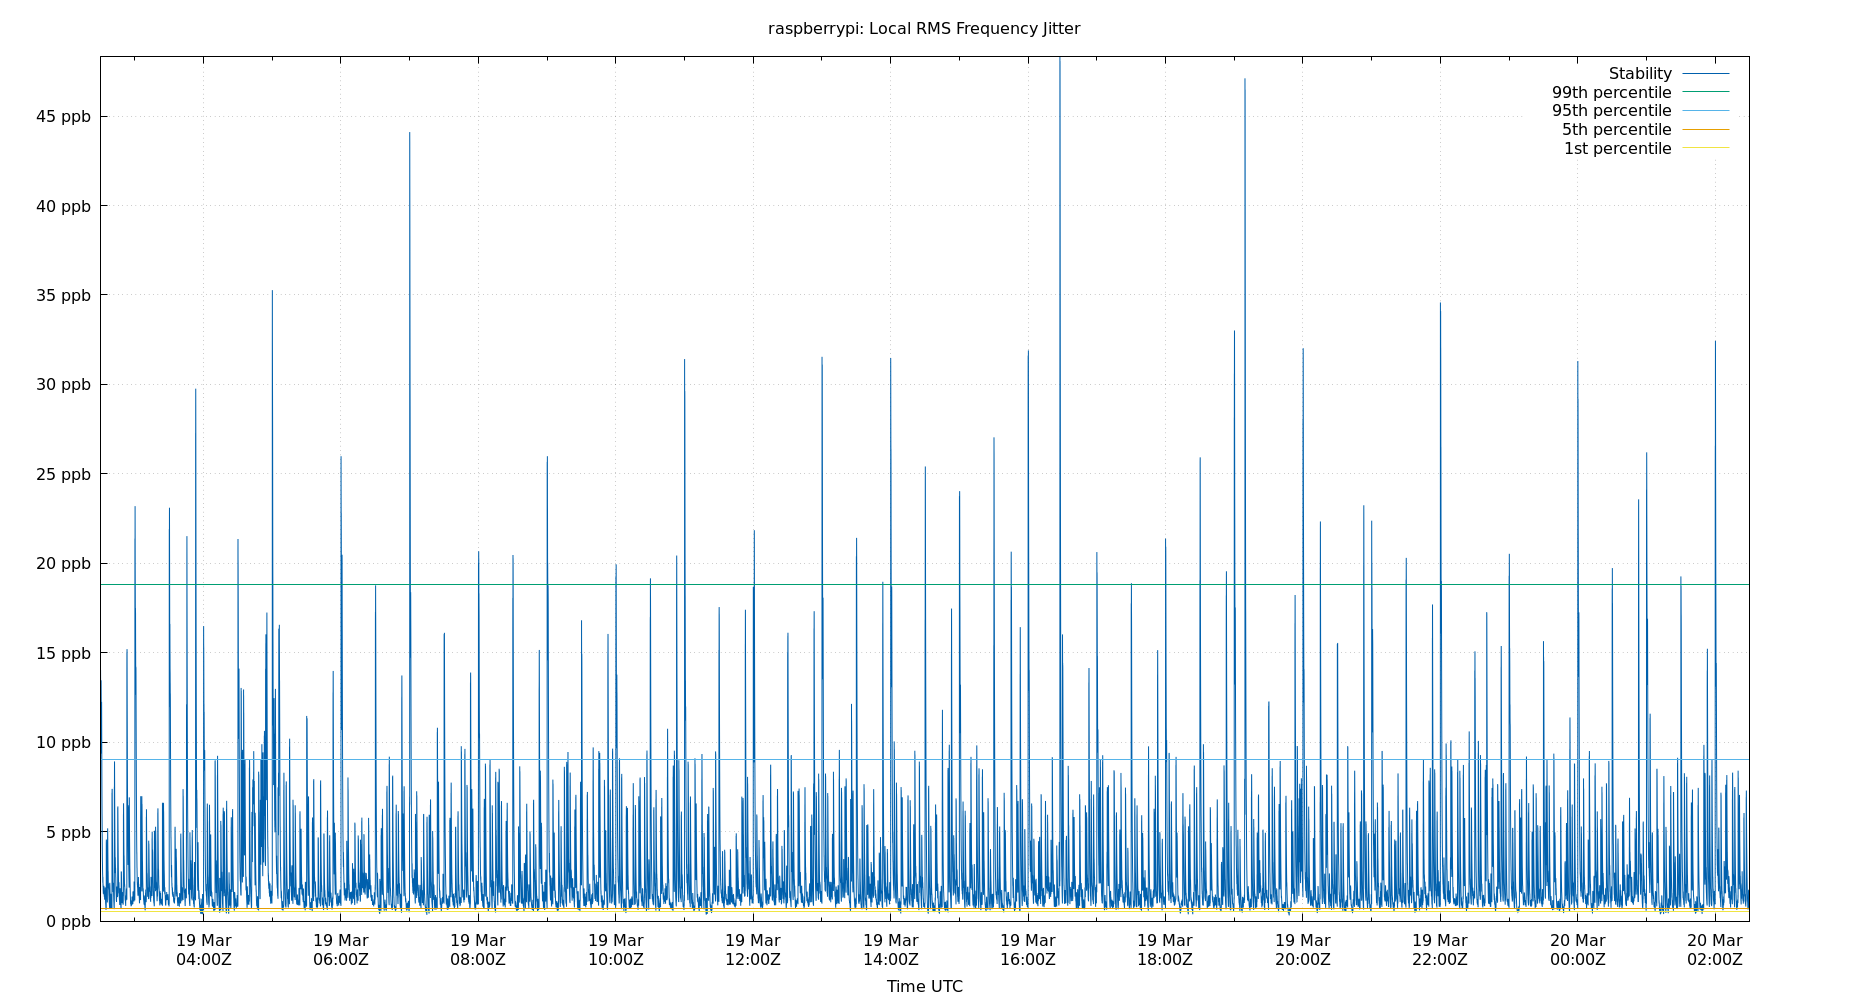 raspberrypi: Local RMS Frequency Jitter
Stability
99th percentile
95th percentile
5th percentile
1st percentile
45 ppb
40 ppb
35 ppb
30 ppb
25 ppb
20 ppb
15 ppb
10 ppb
5 ppb
0 ppb
19 Mar 19 Mar 19 Mar 19 Mar 19 Mar 19 Mar 19 Mar 19 Mar 19 Mar 19 Mar 20 Mar 20 Mar
04:00Z 06:00Z 08:00Z 10:00Z 12:00Z 14:00Z 16:00Z 18:00Z 20:00Z 22:00Z 00:00Z 02:00Z
Time UTC